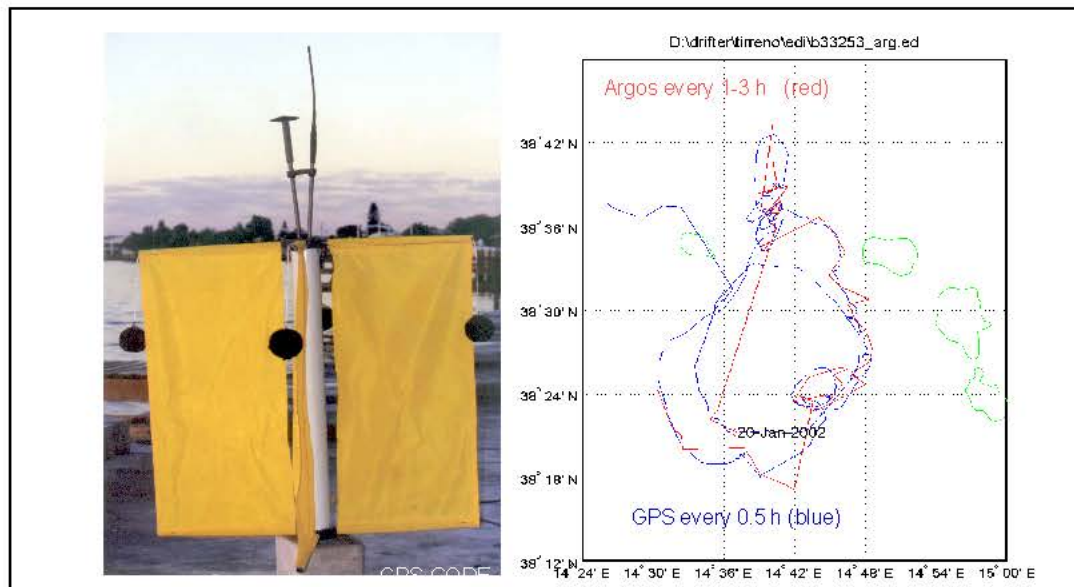 D:\drifter\tirreno\edi\b33253_arg.ed
Argos every 1-3 h (red)
38° 42' N
38° 36' N
38° 30' N
38° 24' N
20-Jan-2002
38° 18' N
GPS every 0.5 h (blue)
38° 12' N
14° 24' E 14° 30' E 14° 36' E 14° 42' E 14° 48' E 14° 54' E 15° 00' E